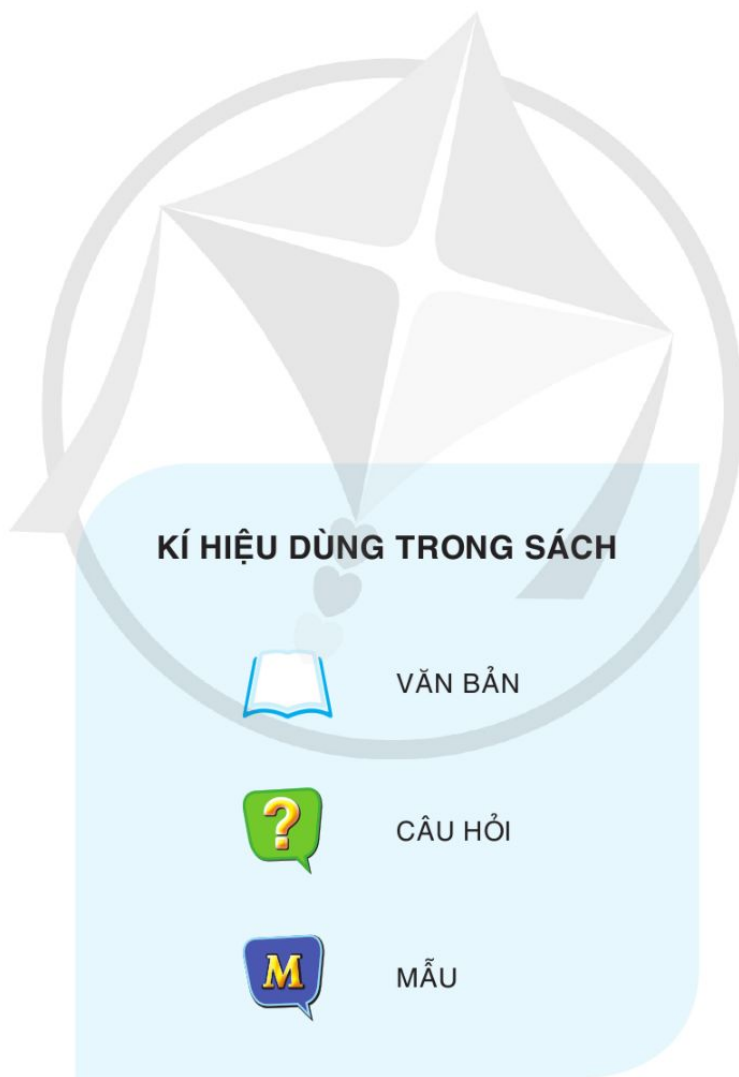 KÍ HIỆU DÙNG TRONG SÁCH
VĂN BẢN
?
CÂU HỎI
M
MẪU